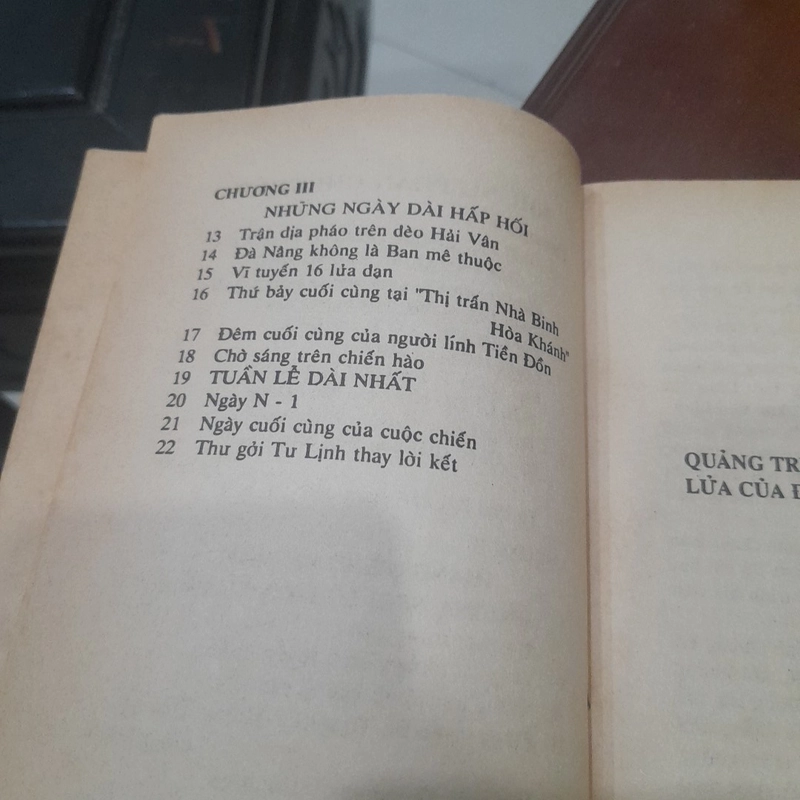 CHƯƠNG III
NHỮNG NGÀY DÀI HẤP HỐI
13 Trận dịa pháo trên dèo Hải Vân
14 Đà Nẵng không là Ban mê thuộc
15 Vĩ tuyến 16 lửa dạn
16 Thứ bảy cuối cùng tại "Thị trấn Nhà Binh
Hòa Khánh"
17 Đêm cuối cùng của người lính Tiền Đồn
18 Chờ sáng trên chiến hào
19 TUẦN LỄ DÀI NHẤT
20 Ngày N - 1
21 Ngày cuối cùng của cuộc chiến
22 Thư gởi Tư Lịnh thay lời kết
QUẢNG TR
LỬA CỦA